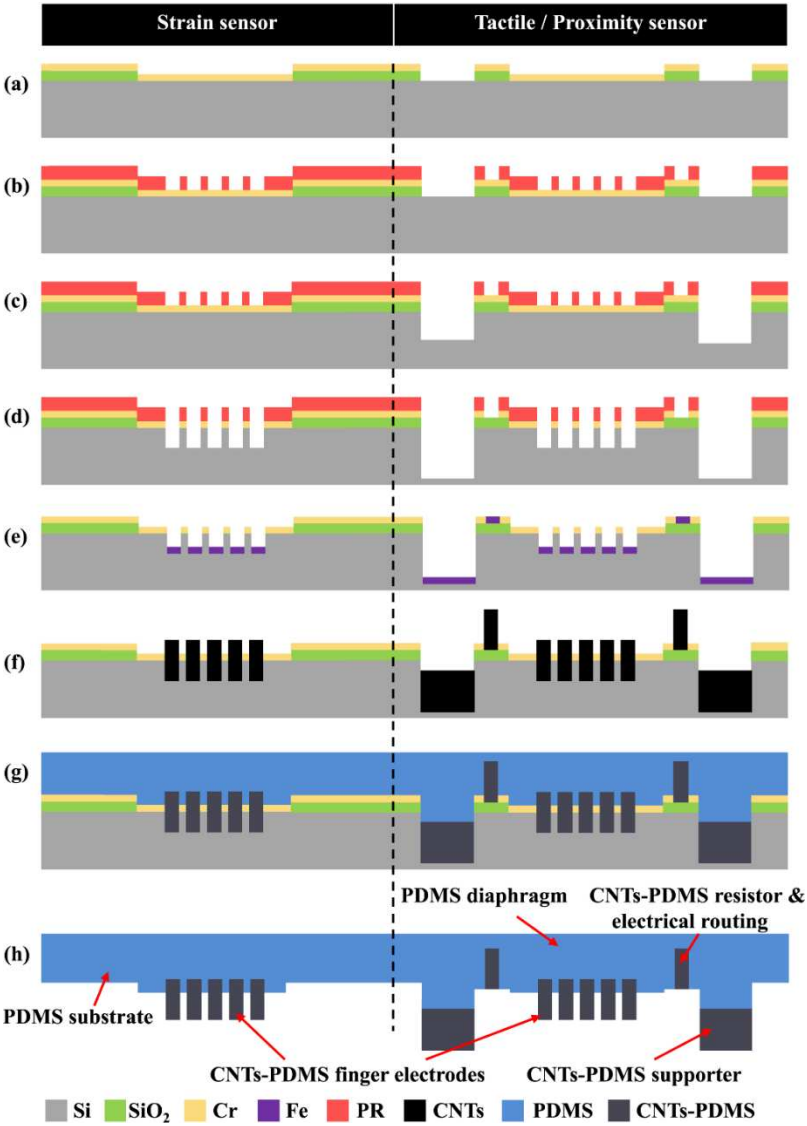 Strain sensor
Tactile / Proximity sensor
(a)
(b)
(c)
(d)
(e)
(f)
(g)
(h)
PDMS diaphragm
CNTs-PDMS resistor &
electrical routing
PDMS substrate
CNTs-PDMS finger electrodes
CNTs-PDMS supporter
Si
SiO₂
Cr
Fe
PR
CNTs
PDMS
CNTs-PDMS